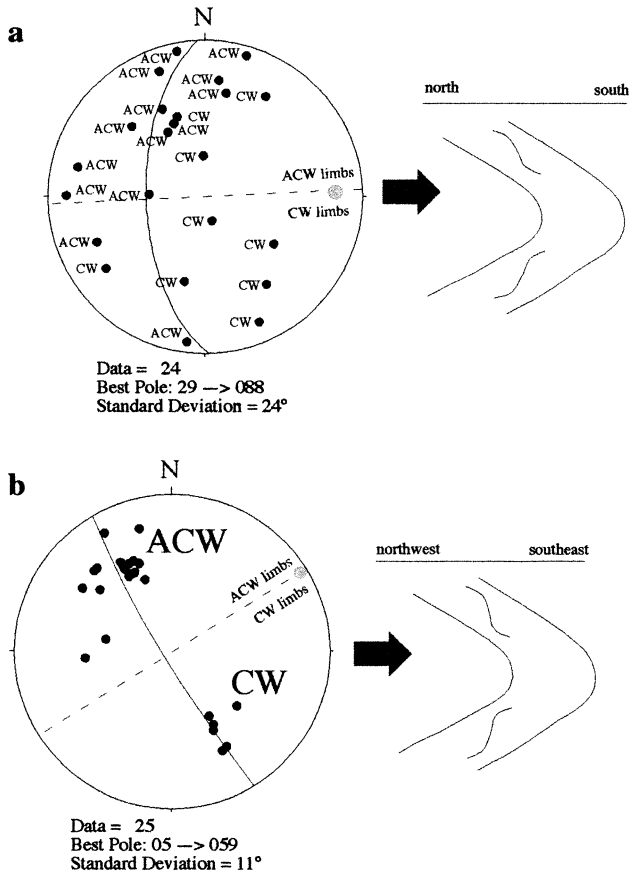 a
N
ACW
ACW
ACW
ACW
ACW
CW
ACW
CW
ACW
ACW
ACW
CW
ACW
ACW
ACW
ACW limbs
CW limbs
CW
ACW
CW
CW
CW
CW
CW
ACW
north
south
Data = 24
Best Pole: 29 —> 088
Standard Deviation = 24°
b
N
ACW
ACW limbs
CW limbs
CW
northwest
southeast
Data = 25
Best Pole: 05 —> 059
Standard Deviation = 11°